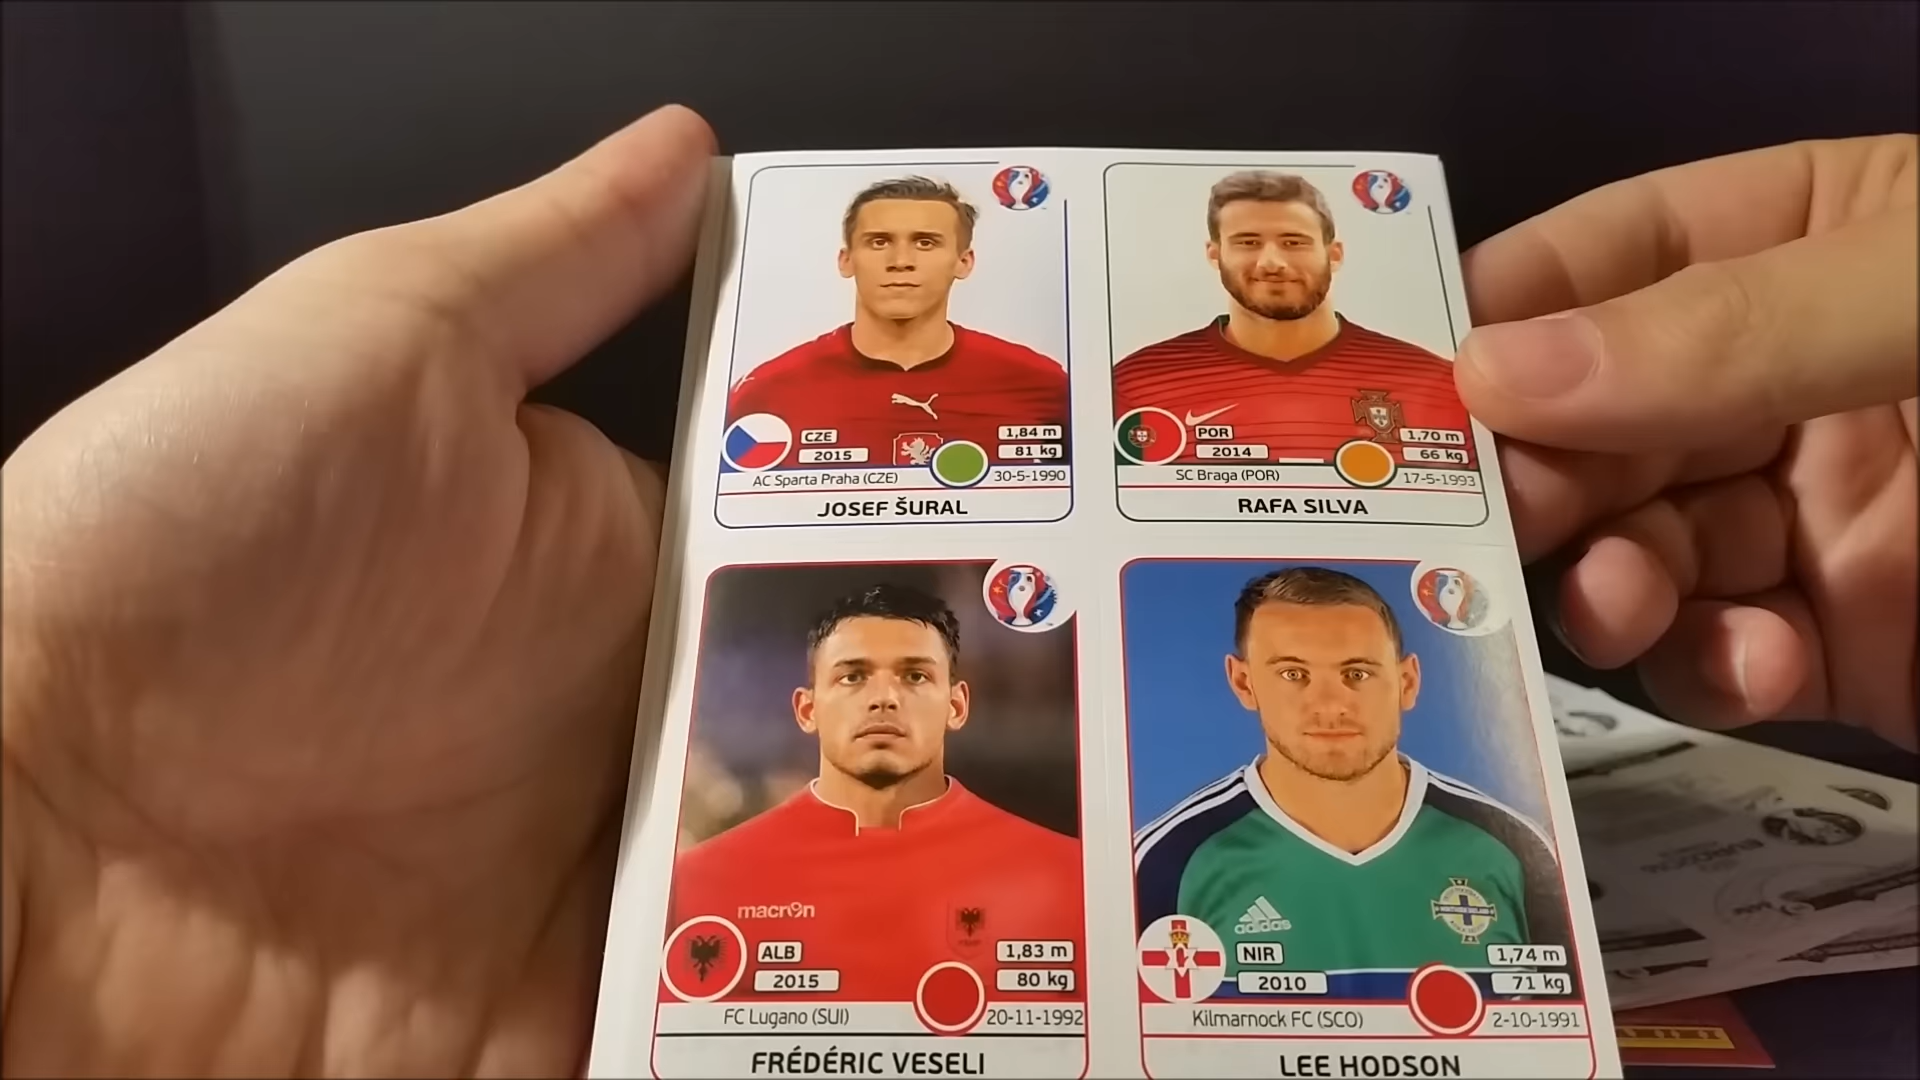 CZE
2015
1,84 m
81 kg
AC Sparta Praha (CZE)
30-5-1990
JOSEF ŠURAL
POR
2014
1,70 m
66 kg
SC Braga (POR)
17-5-1993
RAFA SILVA
macron
ALB
2015
1,83 m
80 kg
FC Lugano (SUI)
20-11-1992
FRÉDÉRIC VESELI
adidas
NIR
2010
1,74 m
71 kg
Kilmarnock FC (SCO)
2-10-1991
LEE HODSON